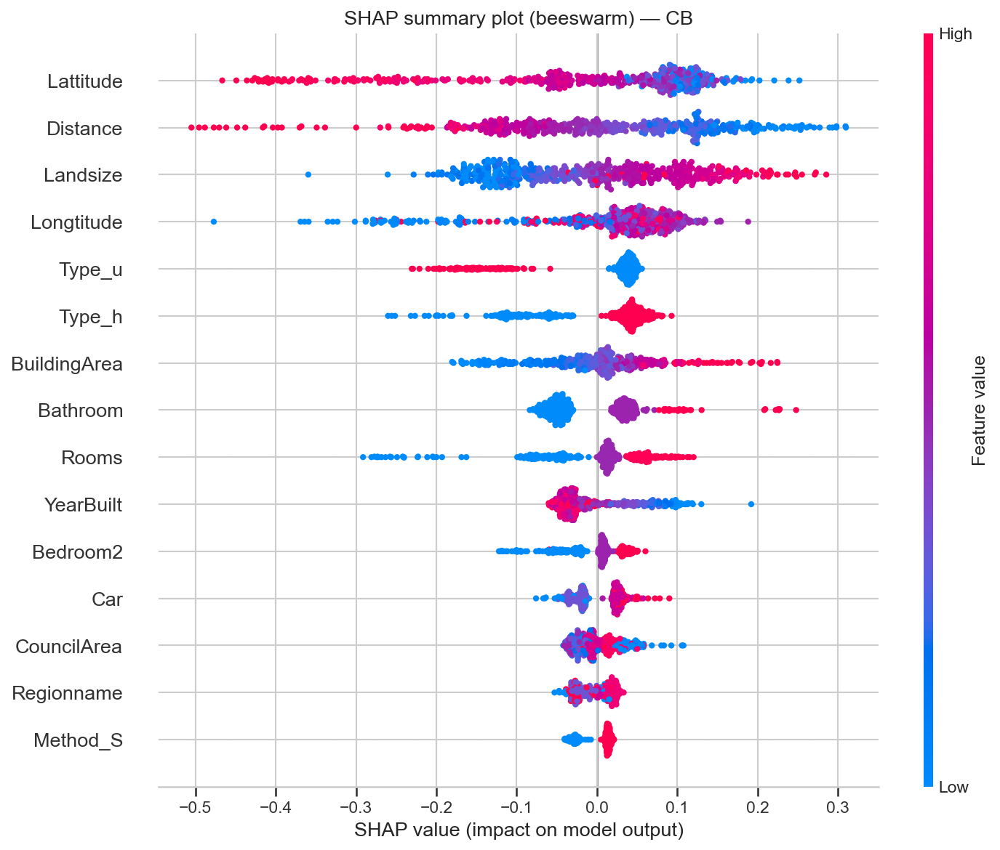 SHAP summary plot (beeswarm) — CB
High
Lattitude
Distance
Landsize
Longtitude
Type_u
Type_h
BuildingArea
Bathroom
Rooms
YearBuilt
Bedroom2
Car
CouncilArea
Regionname
Method_S
Feature value
Low
−0.5 −0.4 −0.3 −0.2 −0.1 0.0 0.1 0.2 0.3
SHAP value (impact on model output)